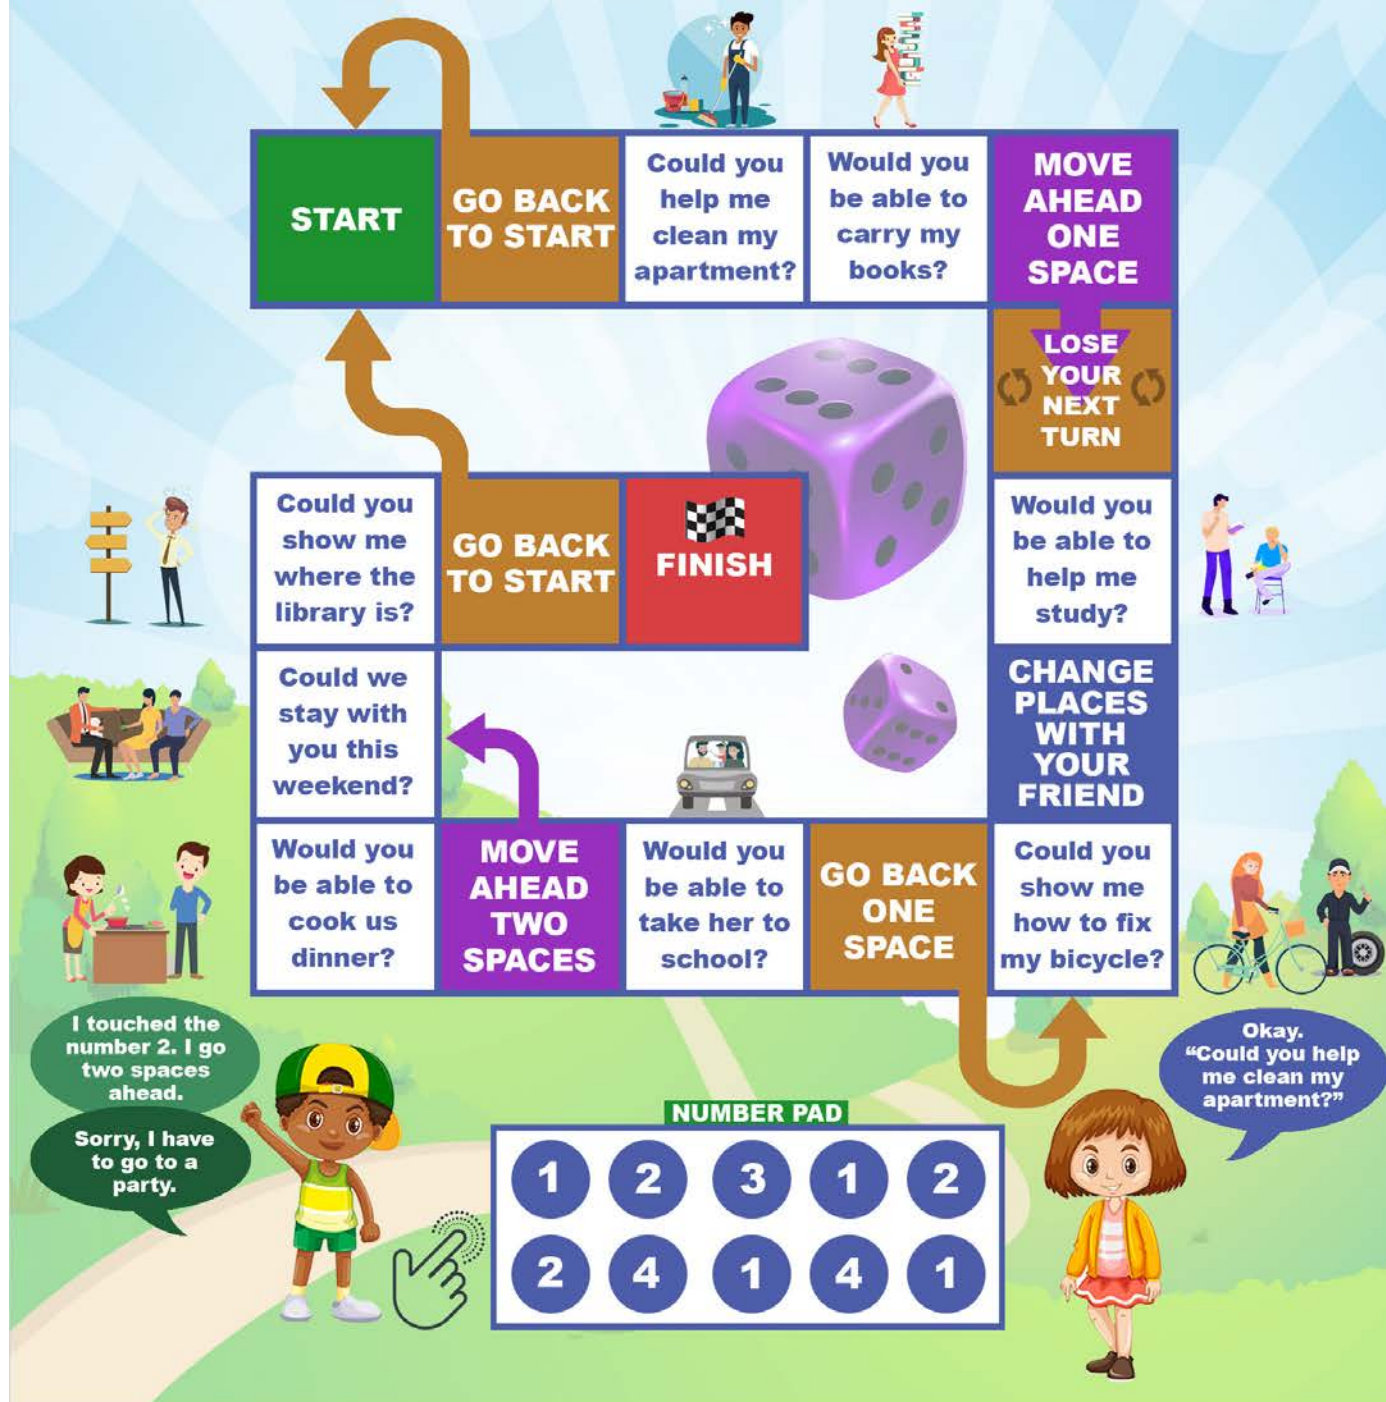 START
GO BACK
TO START
Could you
help me
clean my
apartment?
Would you
be able to
carry my
books?
MOVE
AHEAD
ONE
SPACE
LOSE
YOUR
NEXT
TURN
Would you
be able to
help me
study?
CHANGE
PLACES
WITH
YOUR
FRIEND
Could you
show me
how to fix
my bicycle?
GO BACK
ONE
SPACE
Would you
be able to
take her to
school?
MOVE
AHEAD
TWO
SPACES
Would you
be able to
cook us
dinner?
Could we
stay with
you this
weekend?
Could you
show me
where the
library is?
GO BACK
TO START
FINISH
I touched the
number 2. I go
two spaces
ahead.
Okay.
“Could you help
me clean my
apartment?”
Sorry, I have
to go to a
party.
NUMBER PAD
1 2 3 1 2
2 4 1 4 1